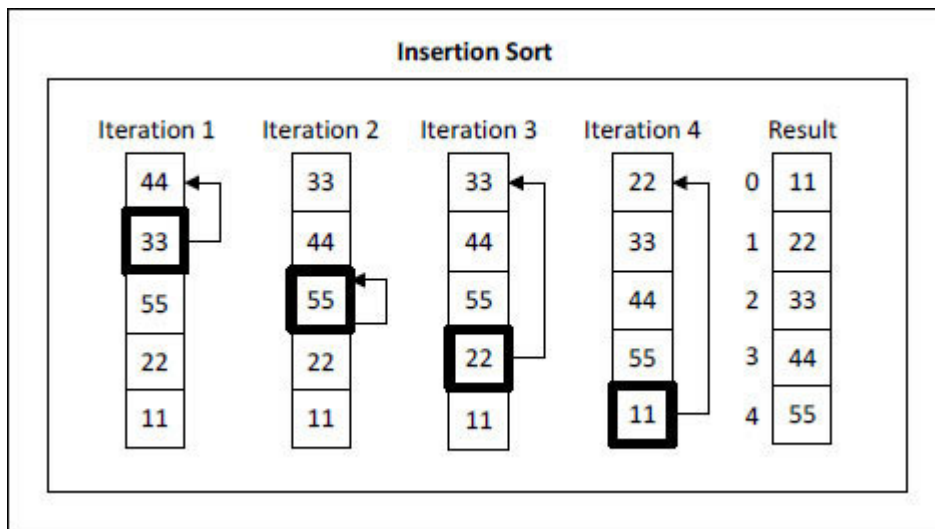 Insertion Sort
Iteration 1 Iteration 2 Iteration 3 Iteration 4 Result
44 33 33 22 0 11
33 44 44 33 1 22
55 55 55 44 2 33
22 22 22 55 3 44
11 11 11 11 4 55